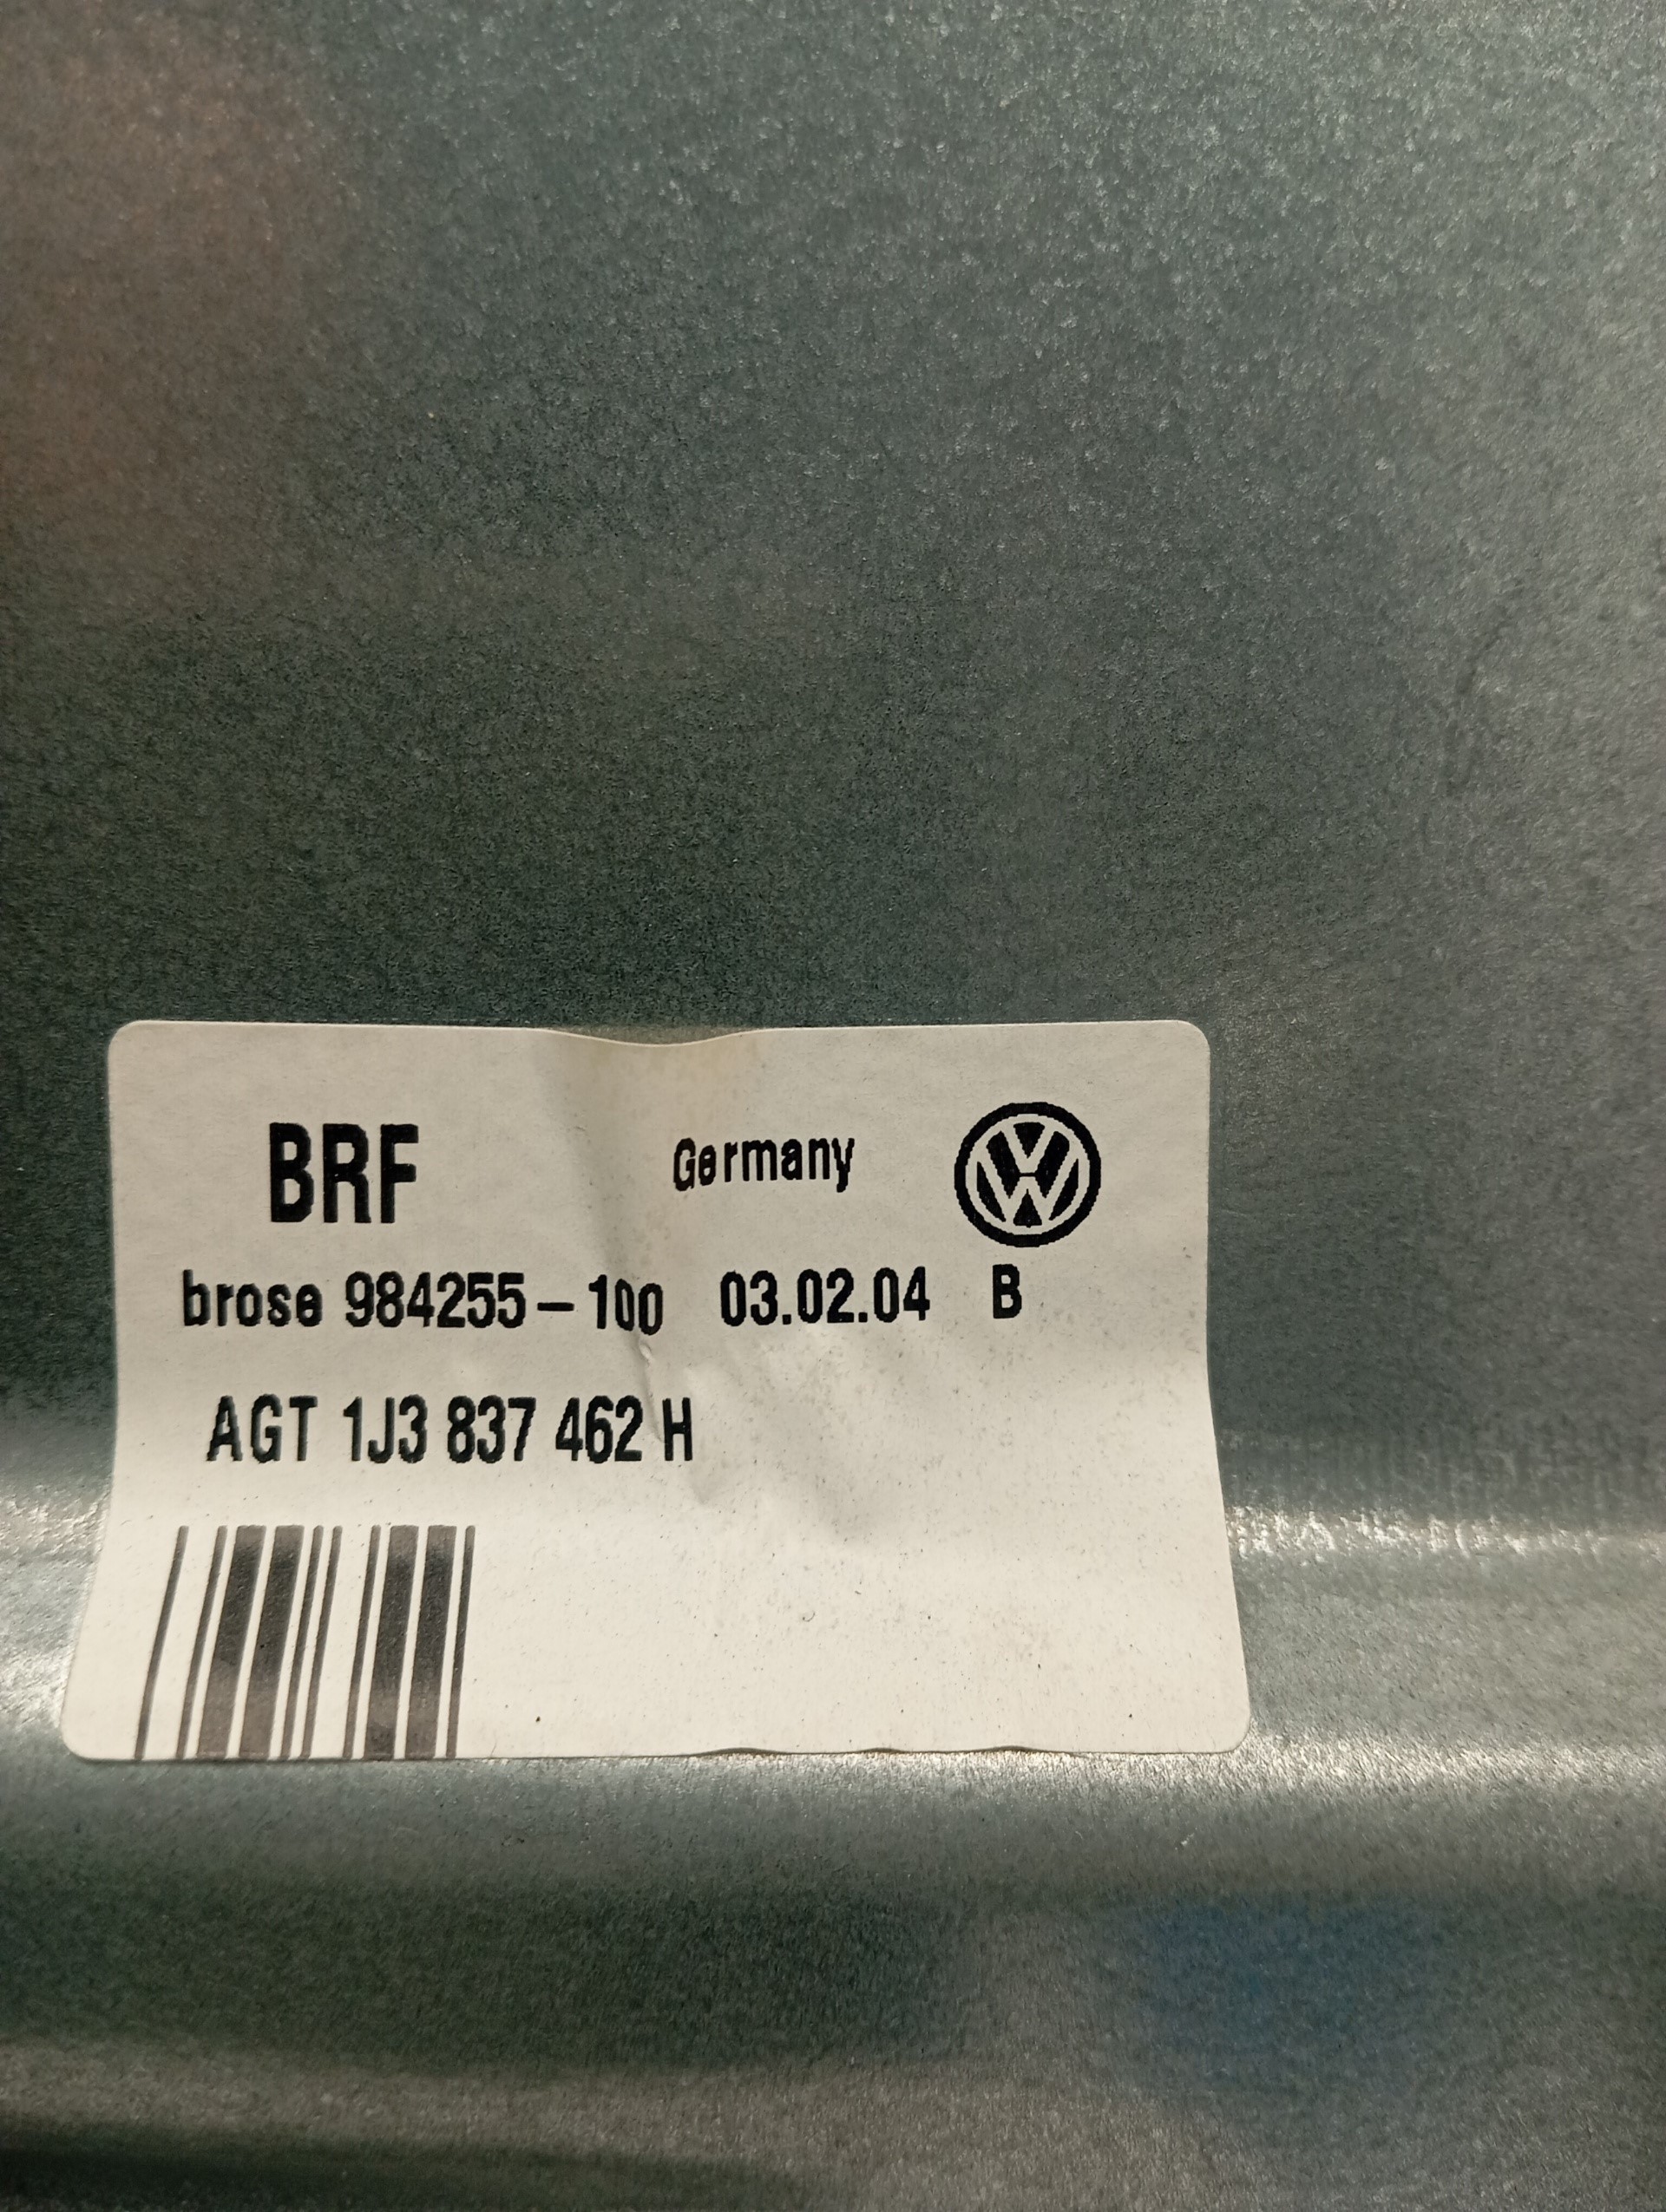 BRF Germany
brose 984255-100 03.02.04 B
AGT 1J3 837 462 H